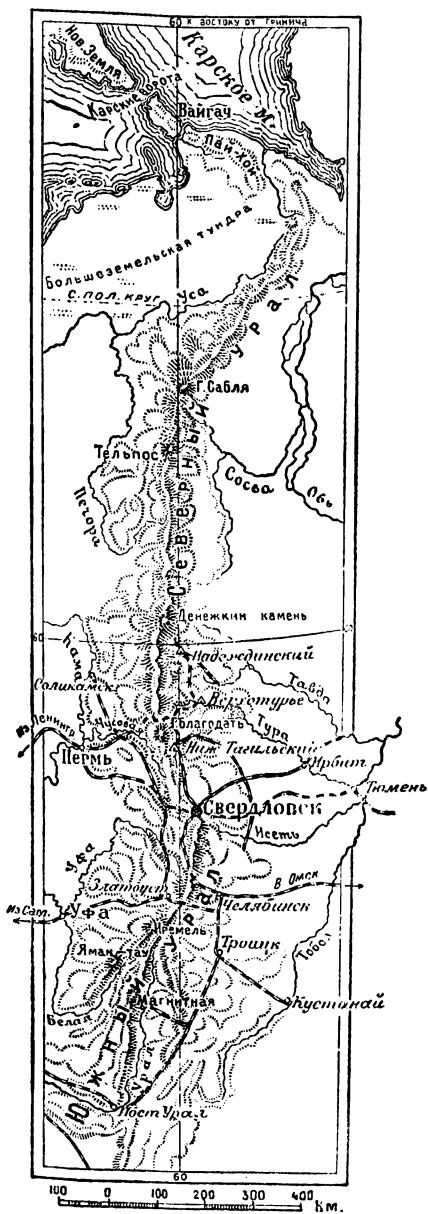 60 к востоку от Гринича
Карское м.
Нов. Земля
Карские ворота
Вайгач
Пай-хой
Большеземельская тундра
С. пол. круг
Уса
Северный Урал
Г. Сабля
Тельпос
Сосва
Обь
Печора
Денежкин камень
60
Надеждинский
Кама
Соликамск
Тавда
Верхотурье
Чусов.
Г. Благодать
Тура
Из Ленингр.
Ниж. Тагильский
Пермь
Ирбит
Тюмень
Свердловск
Исеть
Уфа
Златоуст
В Омск
Из Сам.
Уфа
Челябинск
Иремель
Яман-тау
Троицк
Тобол
Магнитная
Кустанай
Белая
Южный Урал
Урал
Урал
60
100 0 100 200 300 400 км.